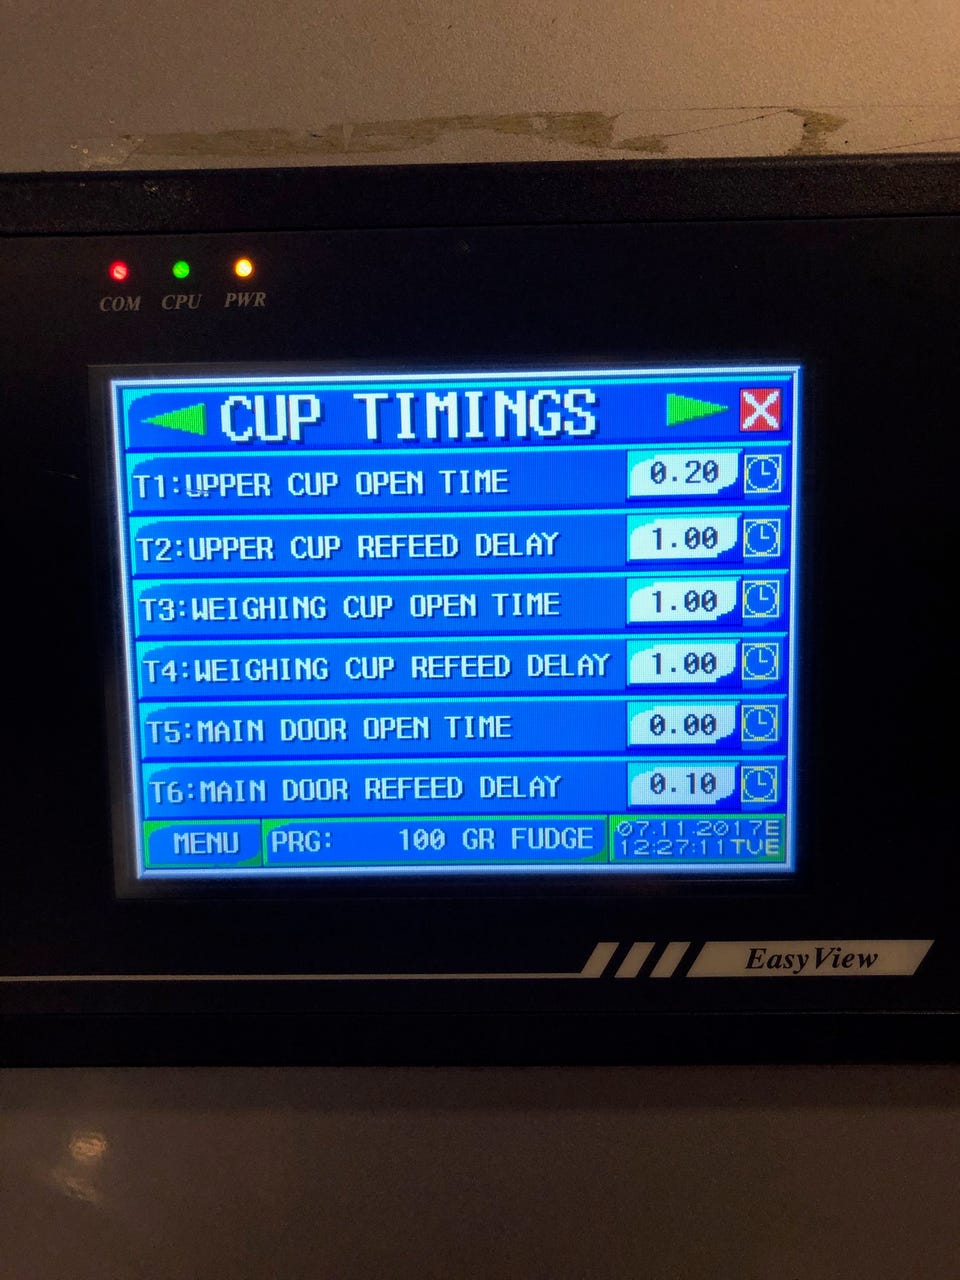 COM CPU PWR
CUP TIMINGS
T1:UPPER CUP OPEN TIME 0.20
T2:UPPER CUP REFEED DELAY 1.00
T3:WEIGHING CUP OPEN TIME 1.00
T4:WEIGHING CUP REFEED DELAY 1.00
T5:MAIN DOOR OPEN TIME 0.00
T6:MAIN DOOR REFEED DELAY 0.10
MENU PRG: 100 GR FUDGE 07.11.2017E
12:27:11TUE
EasyView